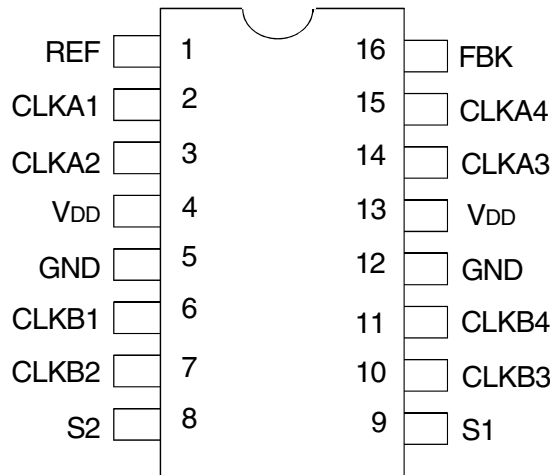 REF 1 16 FBK
CLKA1 2 15 CLKA4
CLKA2 3 14 CLKA3
VDD 4 13 VDD
GND 5 12 GND
CLKB1 6 11 CLKB4
CLKB2 7 10 CLKB3
S2 8 9 S1